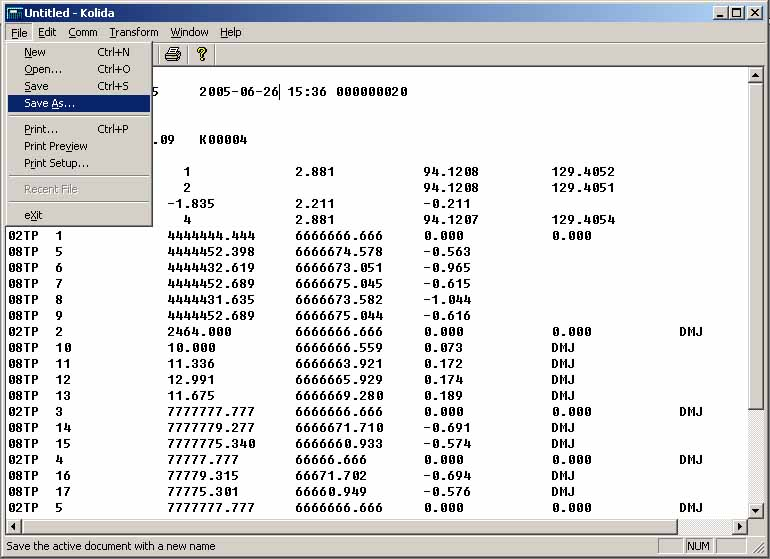 Untitled - Kolida
File Edit Comm Transform Window Help
New Ctrl+N
Open... Ctrl+O
Save Ctrl+S
Save As...
Print... Ctrl+P
Print Preview
Print Setup...
Recent File
eXit
5 2005-06-26 15:36 000000020
.09 K00004
1 2.881 94.1208 129.4052
2 94.1208 129.4051
-1.835 2.211 -0.211
4 2.881 94.1207 129.4054
02TP 1 4444444.444 6666666.666 0.000 0.000
08TP 5 4444452.398 6666674.578 -0.563
08TP 6 4444432.619 6666673.051 -0.965
08TP 7 4444452.689 6666675.045 -0.615
08TP 8 4444431.635 6666673.582 -1.044
08TP 9 4444452.689 6666675.044 -0.616
02TP 2 2464.000 6666666.666 0.000 0.000 DMJ
08TP 10 10.000 6666666.559 0.073 DMJ
08TP 11 11.336 6666663.921 0.172 DMJ
08TP 12 12.991 6666665.929 0.174 DMJ
08TP 13 11.675 6666669.280 0.189 DMJ
02TP 3 7777777.777 6666666.666 0.000 0.000 DMJ
08TP 14 7777779.277 6666671.710 -0.691 DMJ
08TP 15 7777775.340 6666660.933 -0.574 DMJ
02TP 4 77777.777 66666.666 0.000 0.000 DMJ
08TP 16 77779.315 66671.702 -0.694 DMJ
08TP 17 77775.301 66660.949 -0.576 DMJ
02TP 5 7777777.777 6666666.666 0.000 0.000 DMJ
Save the active document with a new name NUM